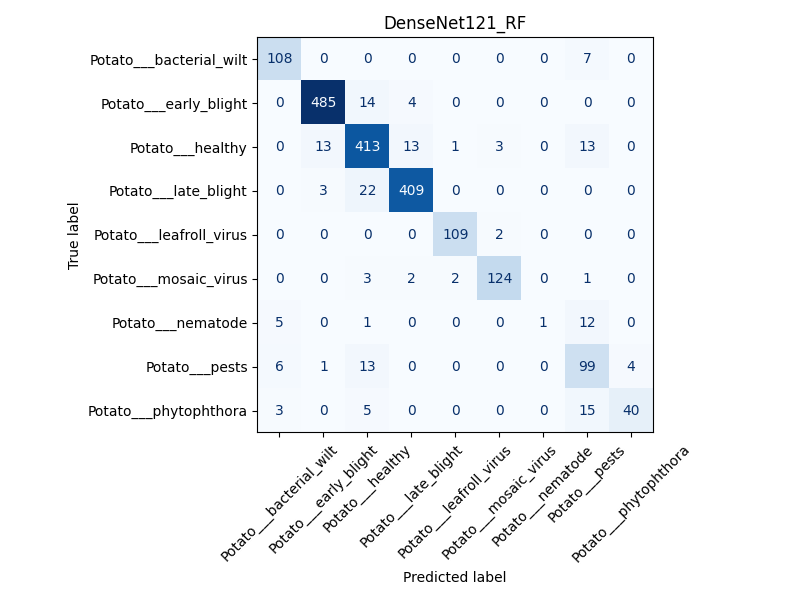 DenseNet121_RF
Potato___bacterial_wilt 108 0 0 0 0 0 0 7 0
Potato___early_blight 0 485 14 4 0 0 0 0 0
Potato___healthy 0 13 413 13 1 3 0 13 0
Potato___late_blight 0 3 22 409 0 0 0 0 0
Potato___leafroll_virus 0 0 0 0 109 2 0 0 0
Potato___mosaic_virus 0 0 3 2 2 124 0 1 0
Potato___nematode 5 0 1 0 0 0 1 12 0
Potato___pests 6 1 13 0 0 0 0 99 4
Potato___phytophthora 3 0 5 0 0 0 0 15 40
True label
Potato___bacterial_wilt
Potato___early_blight
Potato___healthy
Potato___late_blight
Potato___leafroll_virus
Potato___mosaic_virus
Potato___nematode
Potato___pests
Potato___phytophthora
Predicted label